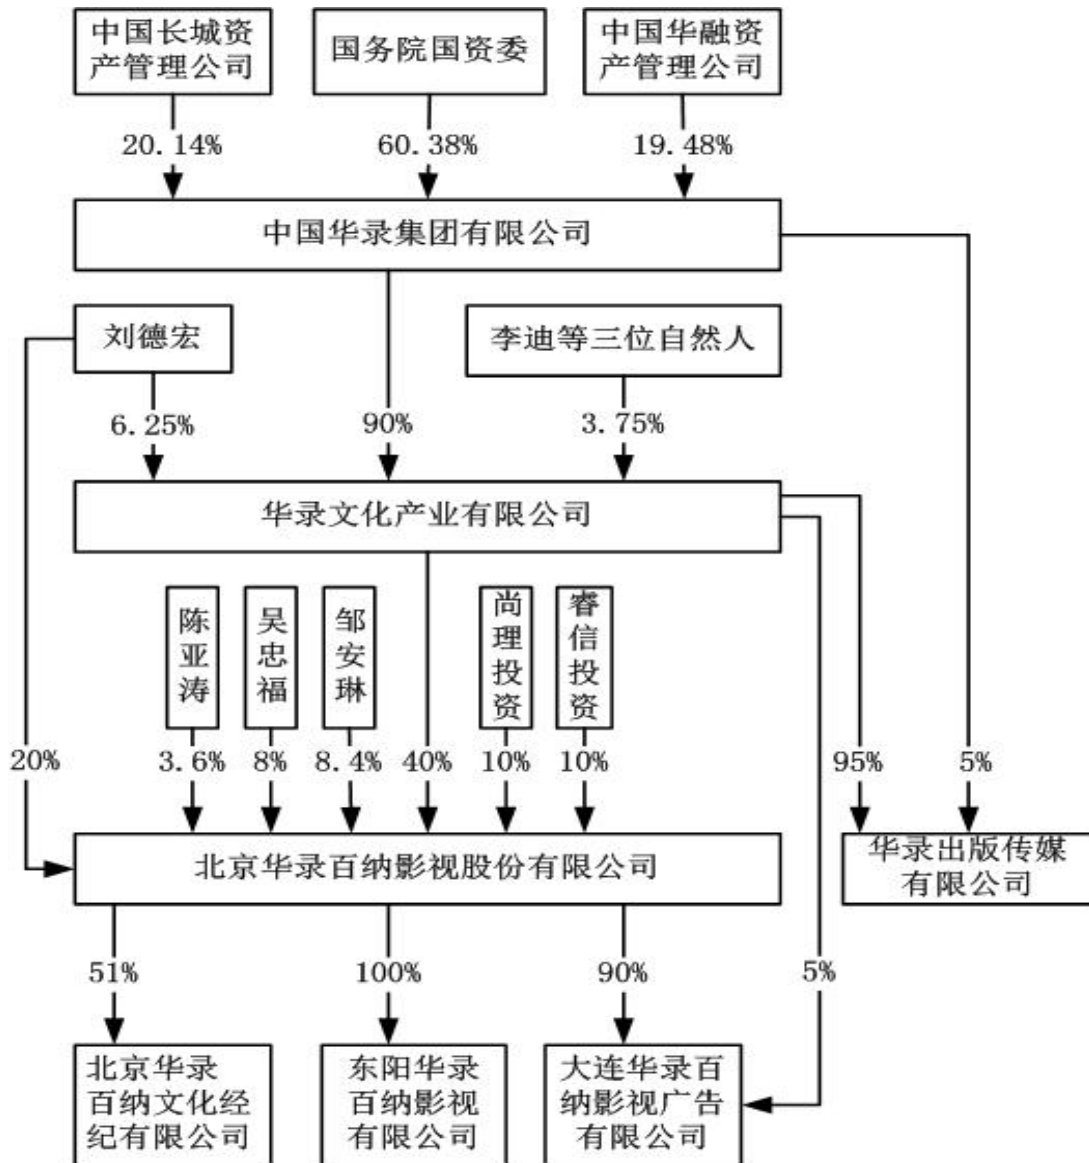 中国长城资
产管理公司
国务院国资委
中国华融资
产管理公司
20.14%
60.38%
19.48%
中国华录集团有限公司
刘德宏
李迪等三位自然人
6.25%
90%
3.75%
华录文化产业有限公司
陈亚涛
吴忠福
邹安琳
尚理投资
睿信投资
20%
3.6%
8%
8.4%
40%
10%
10%
95%
5%
北京华录百纳影视股份有限公司
华录出版传媒
有限公司
51%
100%
90%
5%
北京华录
百纳文化经
纪有限公司
东阳华录
百纳影视
有限公司
大连华录百
纳影视广告
有限公司